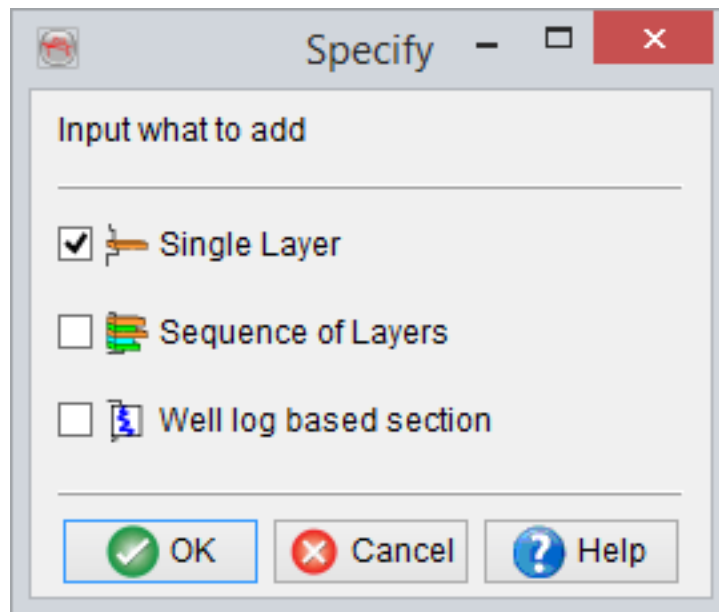 Specify
Input what to add
Single Layer
Sequence of Layers
Well log based section
OK Cancel Help